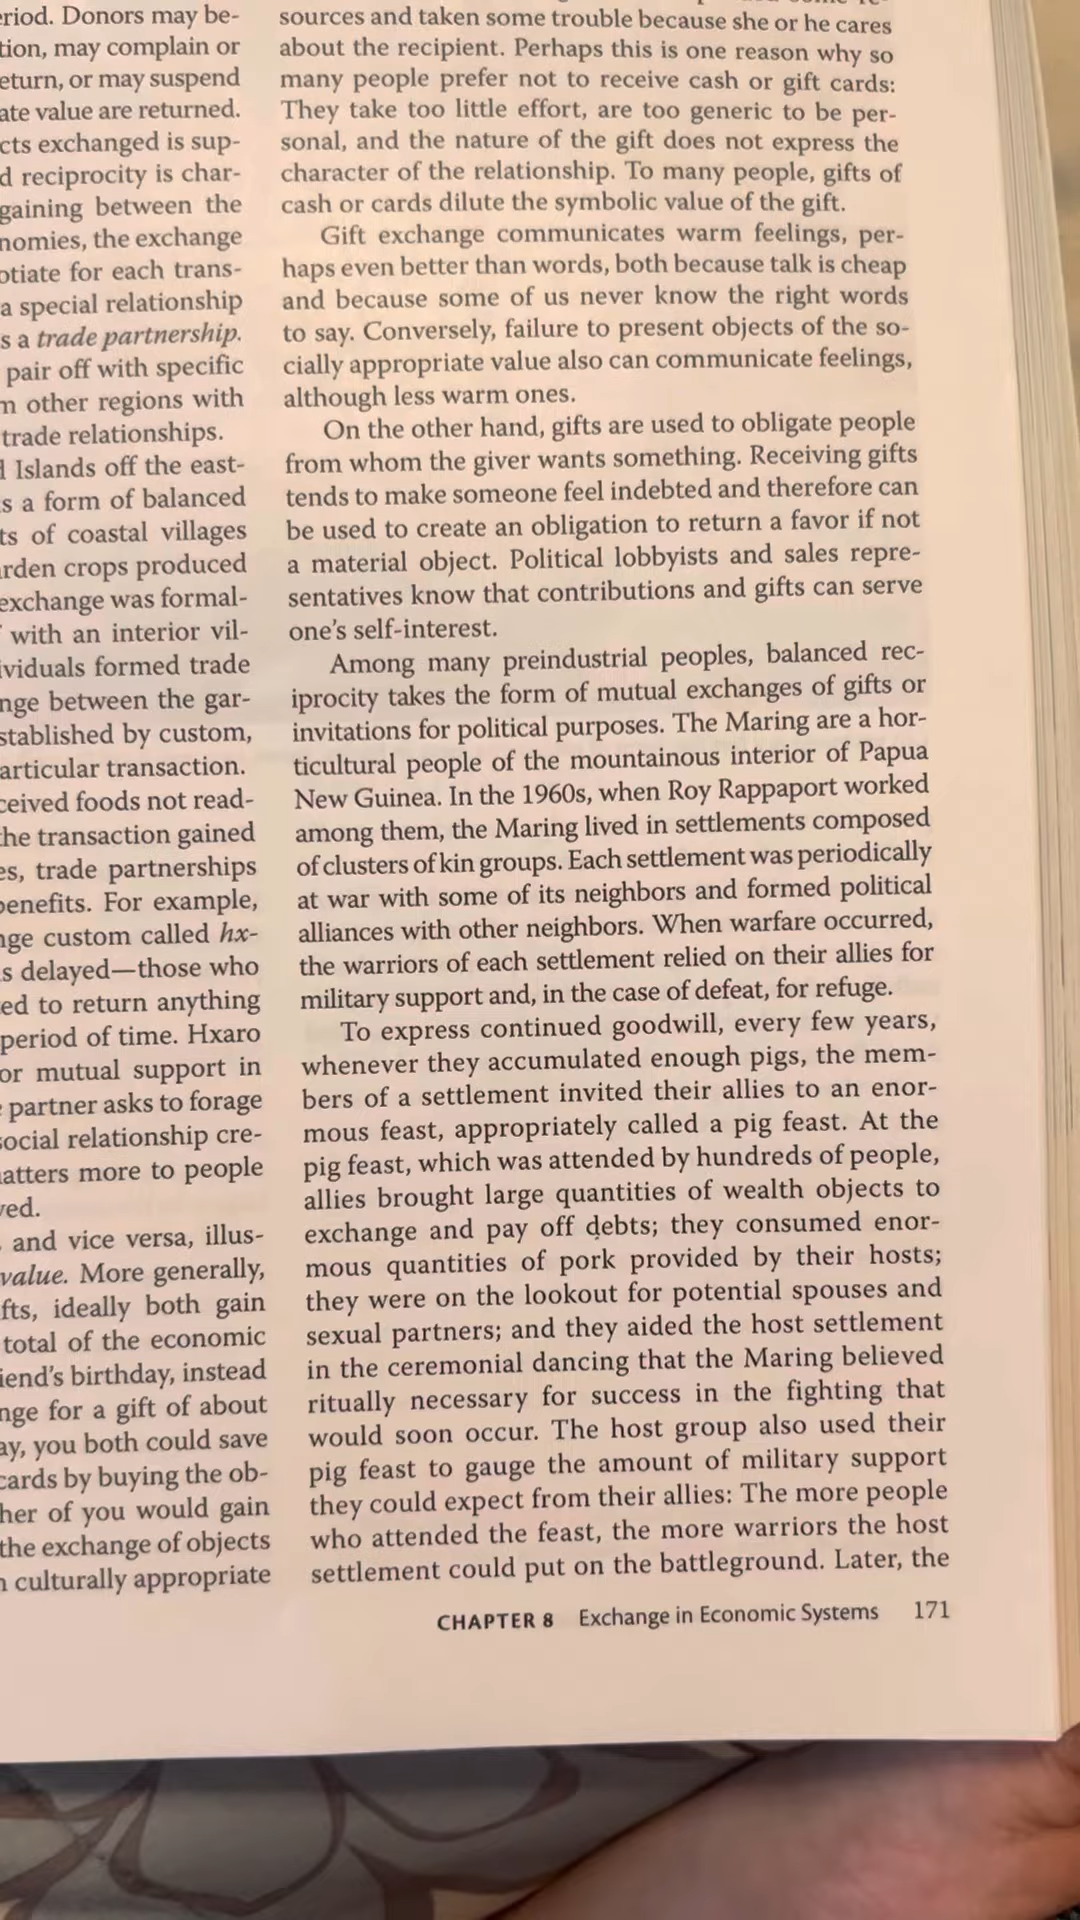 riod. Donors may be-
tion, may complain or
eturn, or may suspend
ate value are returned.
cts exchanged is sup-
d reciprocity is char-
gaining between the
nomies, the exchange
otiate for each trans-
a special relationship
s a trade partnership.
pair off with specific
m other regions with
trade relationships.
Islands off the east-
s a form of balanced
ts of coastal villages
rden crops produced
exchange was formal-
with an interior vil-
viduals formed trade
nge between the gar-
stablished by custom,
articular transaction.
ceived foods not read-
the transaction gained
es, trade partnerships
benefits. For example,
nge custom called hx-
s delayed—those who
ed to return anything
period of time. Hxaro
or mutual support in
partner asks to forage
social relationship cre-
atters more to people
ved.
and vice versa, illus-
value. More generally,
fts, ideally both gain
total of the economic
iend's birthday, instead
nge for a gift of about
ay, you both could save
cards by buying the ob-
her of you would gain
the exchange of objects
culturally appropriate
sources and taken some trouble because she or he cares
about the recipient. Perhaps this is one reason why so
many people prefer not to receive cash or gift cards:
They take too little effort, are too generic to be per-
sonal, and the nature of the gift does not express the
character of the relationship. To many people, gifts of
cash or cards dilute the symbolic value of the gift.
Gift exchange communicates warm feelings, per-
haps even better than words, both because talk is cheap
and because some of us never know the right words
to say. Conversely, failure to present objects of the so-
cially appropriate value also can communicate feelings,
although less warm ones.
On the other hand, gifts are used to obligate people
from whom the giver wants something. Receiving gifts
tends to make someone feel indebted and therefore can
be used to create an obligation to return a favor if not
a material object. Political lobbyists and sales repre-
sentatives know that contributions and gifts can serve
one's self-interest.
Among many preindustrial peoples, balanced rec-
iprocity takes the form of mutual exchanges of gifts or
invitations for political purposes. The Maring are a hor-
ticultural people of the mountainous interior of Papua
New Guinea. In the 1960s, when Roy Rappaport worked
among them, the Maring lived in settlements composed
of clusters of kin groups. Each settlement was periodically
at war with some of its neighbors and formed political
alliances with other neighbors. When warfare occurred,
the warriors of each settlement relied on their allies for
military support and, in the case of defeat, for refuge.
To express continued goodwill, every few years,
whenever they accumulated enough pigs, the mem-
bers of a settlement invited their allies to an enor-
mous feast, appropriately called a pig feast. At the
pig feast, which was attended by hundreds of people,
allies brought large quantities of wealth objects to
exchange and pay off debts; they consumed enor-
mous quantities of pork provided by their hosts;
they were on the lookout for potential spouses and
sexual partners; and they aided the host settlement
in the ceremonial dancing that the Maring believed
ritually necessary for success in the fighting that
would soon occur. The host group also used their
pig feast to gauge the amount of military support
they could expect from their allies: The more people
who attended the feast, the more warriors the host
settlement could put on the battleground. Later, the
CHAPTER 8 Exchange in Economic Systems 171